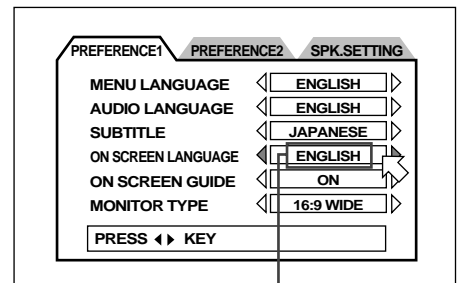 PREFERENCE1 PREFERENCE2 SPK.SETTING
MENU LANGUAGE ENGLISH
AUDIO LANGUAGE ENGLISH
SUBTITLE JAPANESE
ON SCREEN LANGUAGE ENGLISH
ON SCREEN GUIDE ON
MONITOR TYPE 16:9 WIDE
PRESS KEY